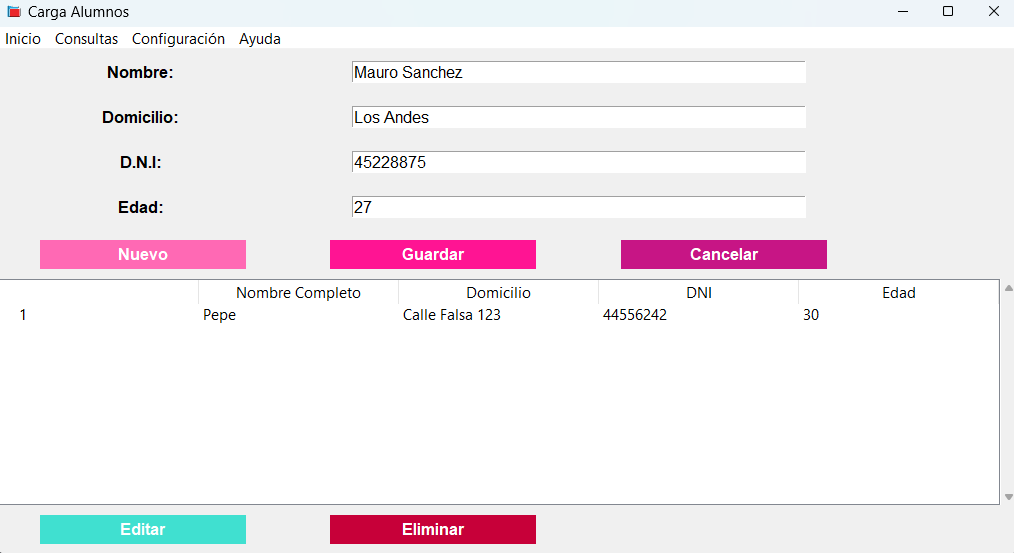 Carga Alumnos
Inicio Consultas Configuración Ayuda
Nombre: Mauro Sanchez
Domicilio: Los Andes
D.N.I: 45228875
Edad: 27
Nuevo Guardar Cancelar
Nombre Completo Domicilio DNI Edad
1 Pepe Calle Falsa 123 44556242 30
Editar Eliminar